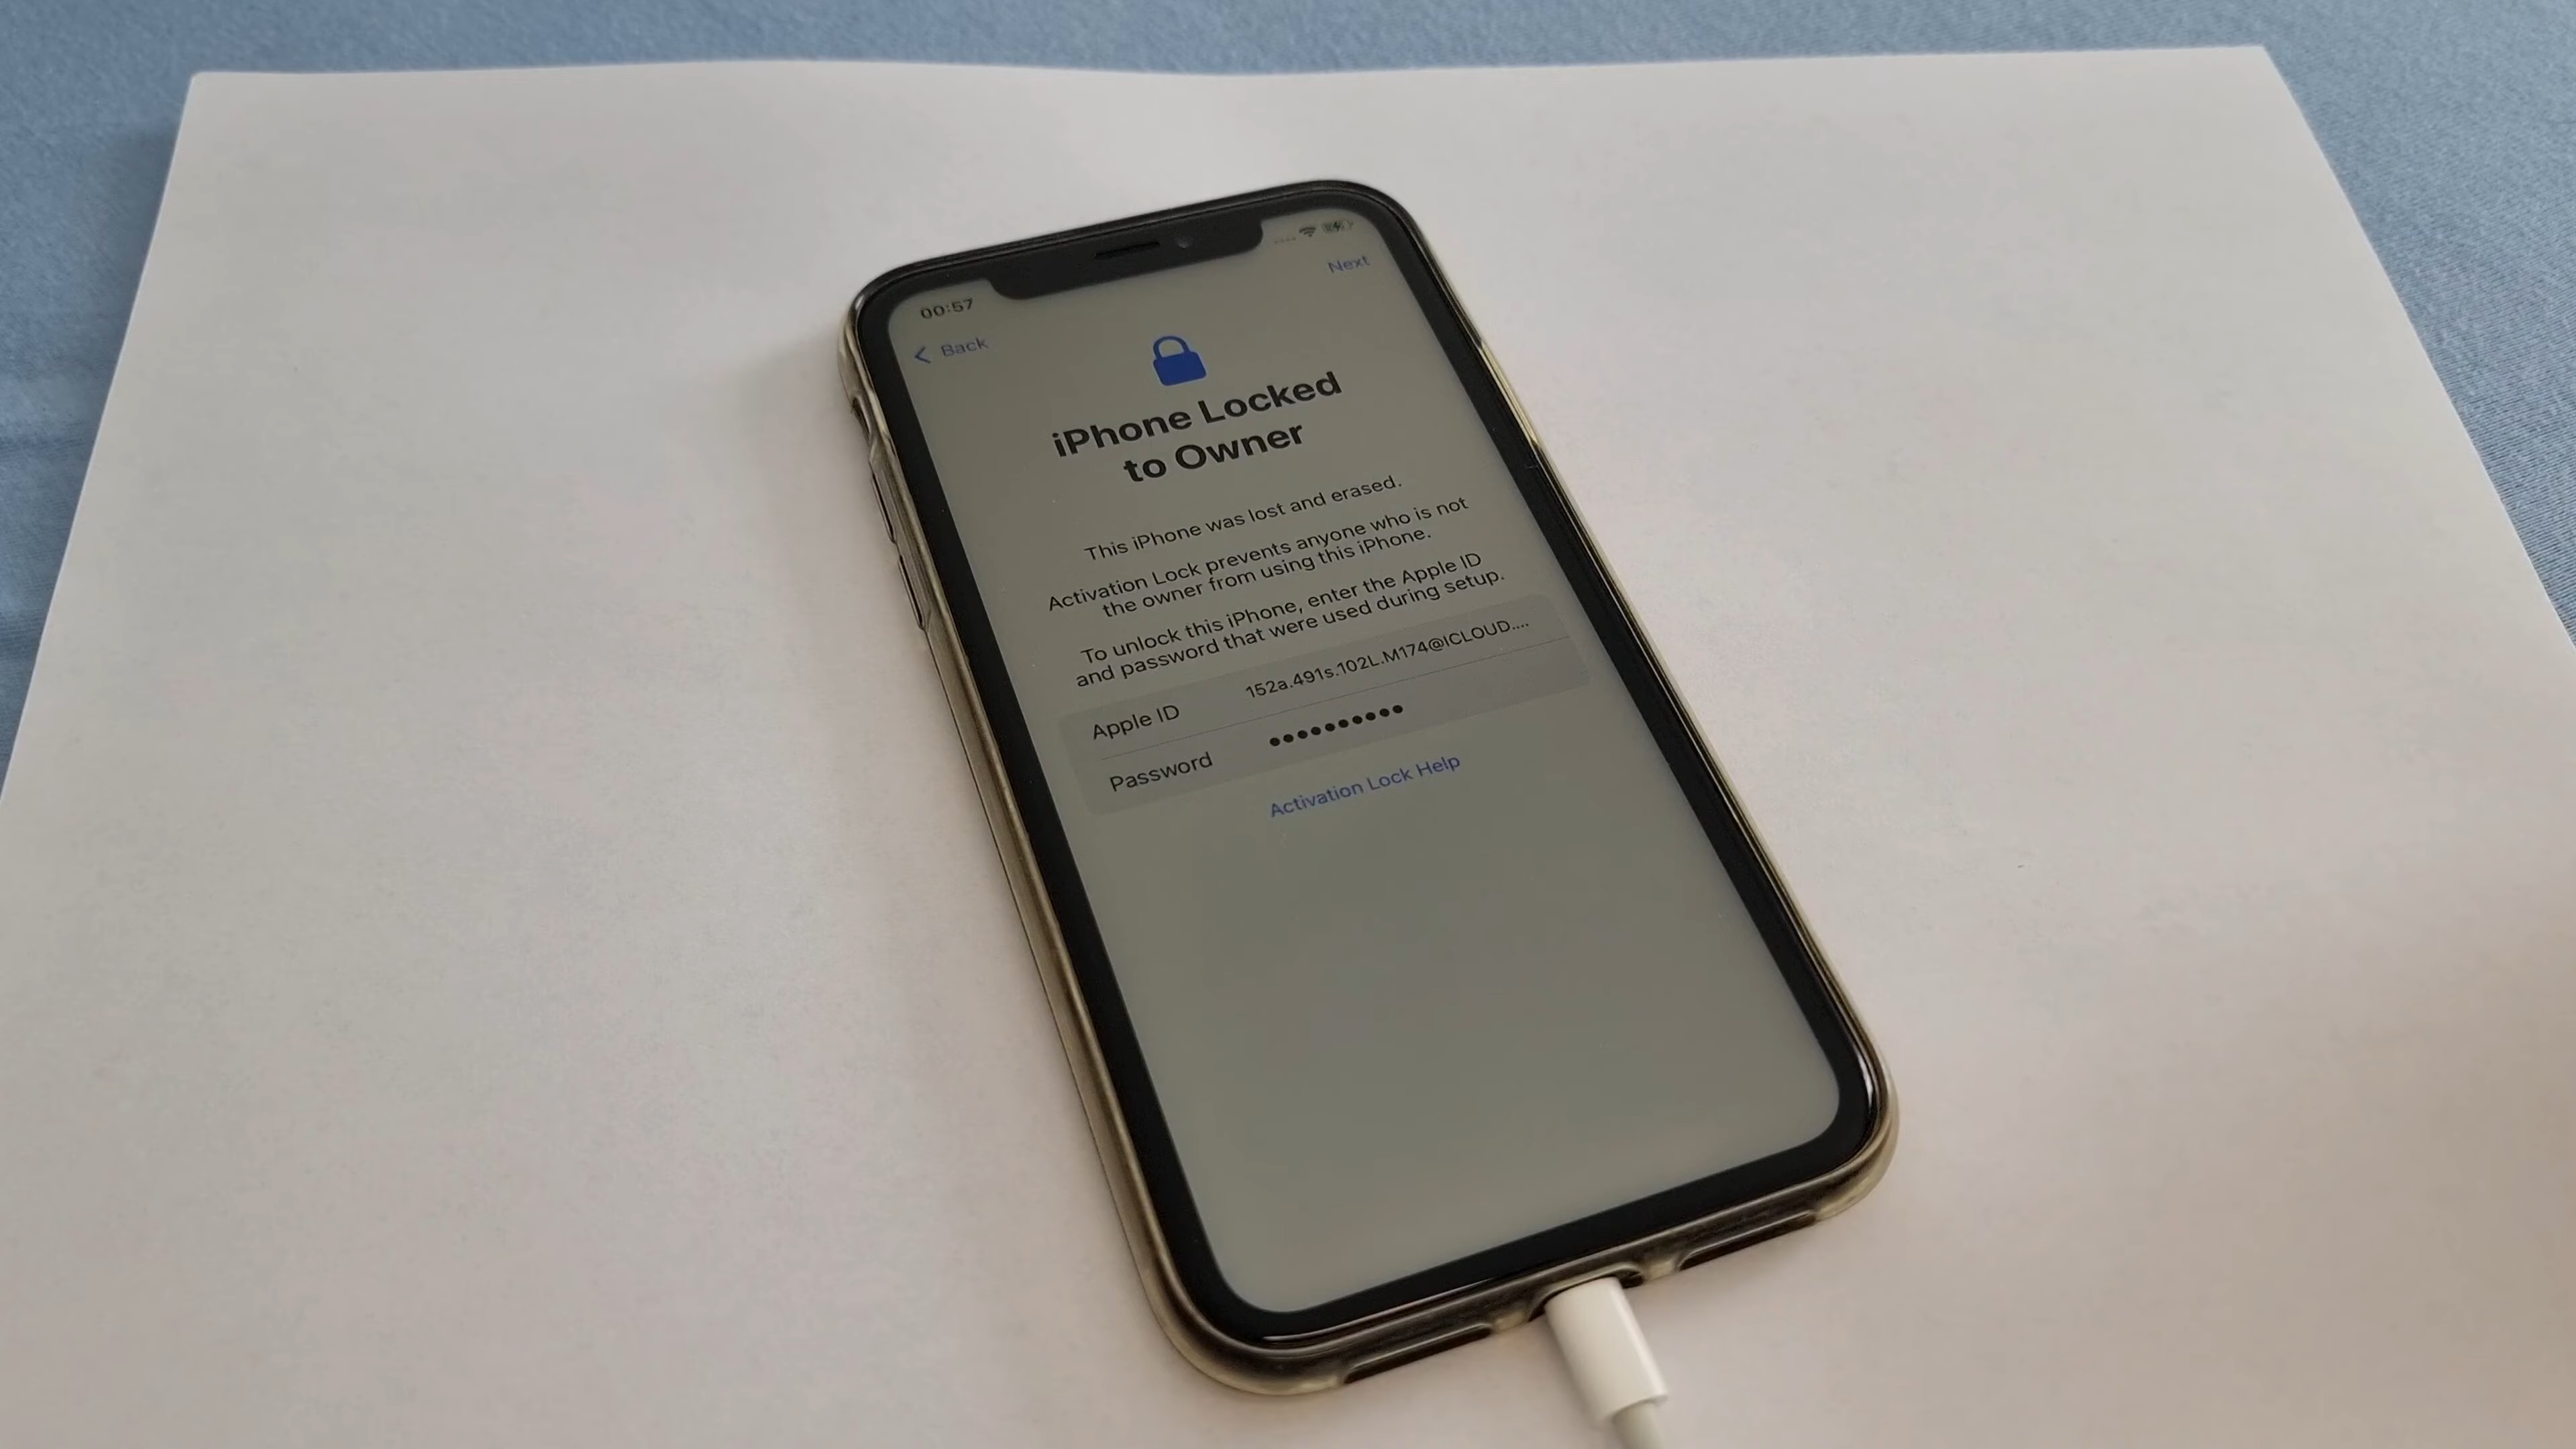 00:57
Next
Back
iPhone Locked
to Owner
This iPhone was lost and erased.
Activation Lock prevents anyone who is not
the owner from using this iPhone.
To unlock this iPhone, enter the Apple ID
and password that were used during setup.
Apple ID 152a.491s.102L.M174@ICLOUD....
Password ••••••••••
Activation Lock Help